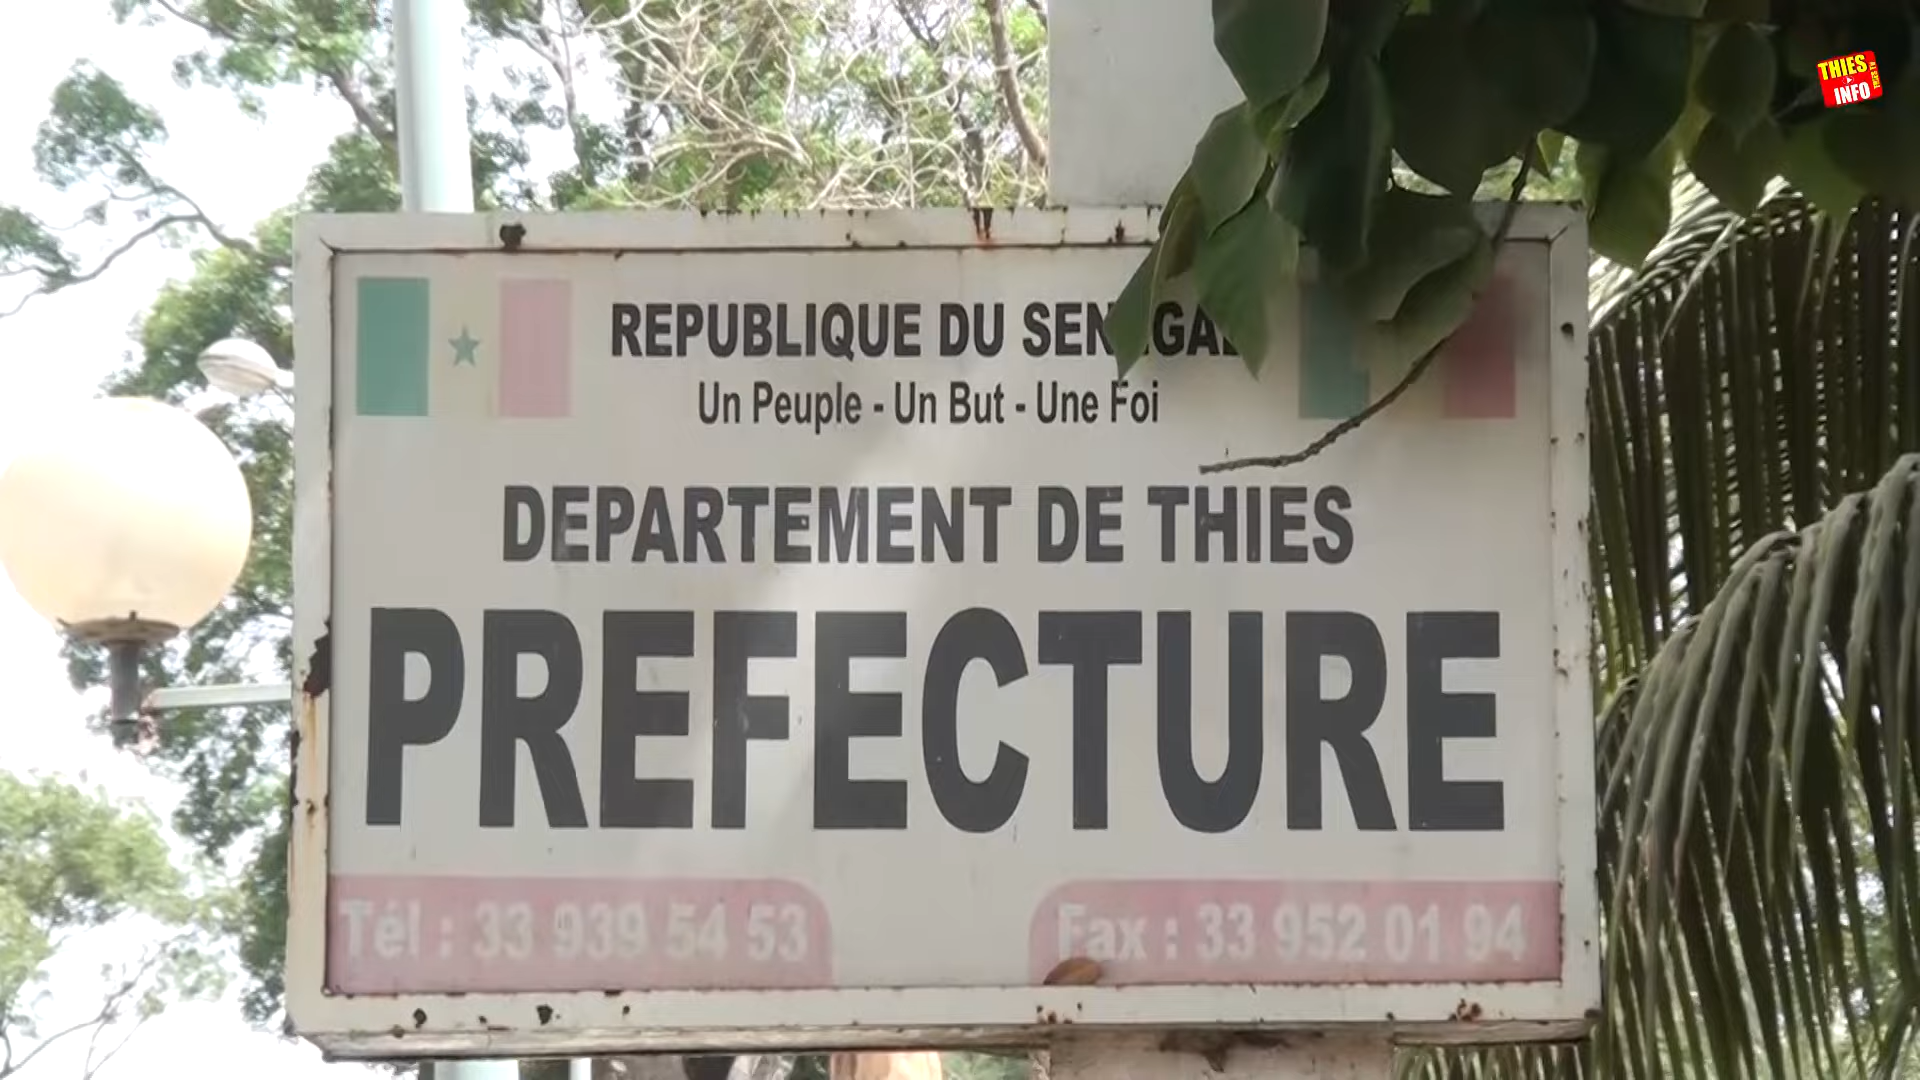 THIES
INFO
REPUBLIQUE DU SENEGAL
Un Peuple - Un But - Une Foi
DEPARTEMENT DE THIES
PREFECTURE
Tél : 33 939 54 53
Fax : 33 952 01 94